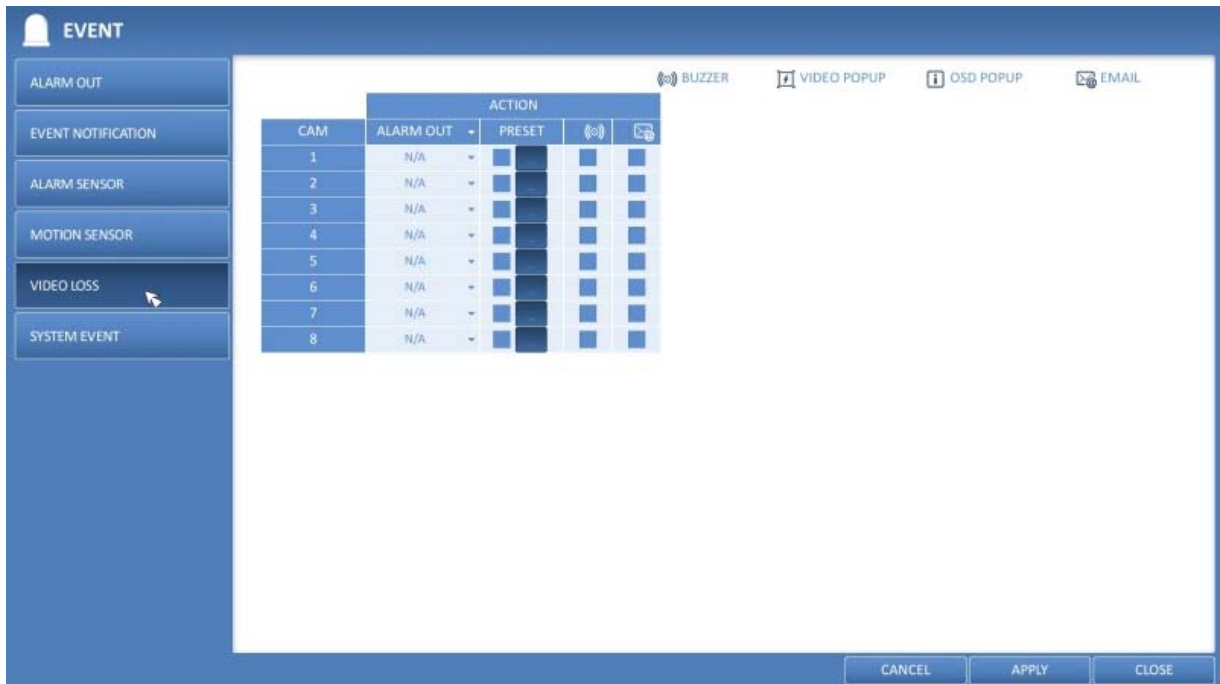 EVENT
ALARM OUT
EVENT NOTIFICATION
ALARM SENSOR
MOTION SENSOR
VIDEO LOSS
SYSTEM EVENT
BUZZER VIDEO POPUP OSD POPUP EMAIL
ACTION
CAM ALARM OUT PRESET
1 N/A ...
2 N/A ...
3 N/A ...
4 N/A ...
5 N/A ...
6 N/A ...
7 N/A ...
8 N/A ...
CANCEL APPLY CLOSE